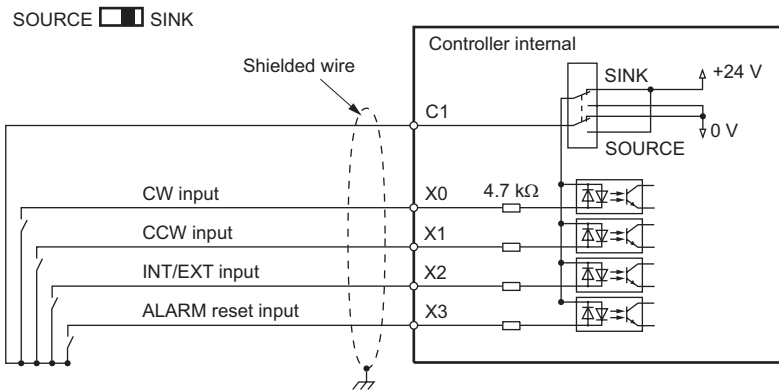 SOURCE SINK
Controller internal
Shielded wire
SINK
+24 V
C1
0 V
SOURCE
CW input
X0
4.7 kΩ
CCW input
X1
INT/EXT input
X2
ALARM reset input
X3